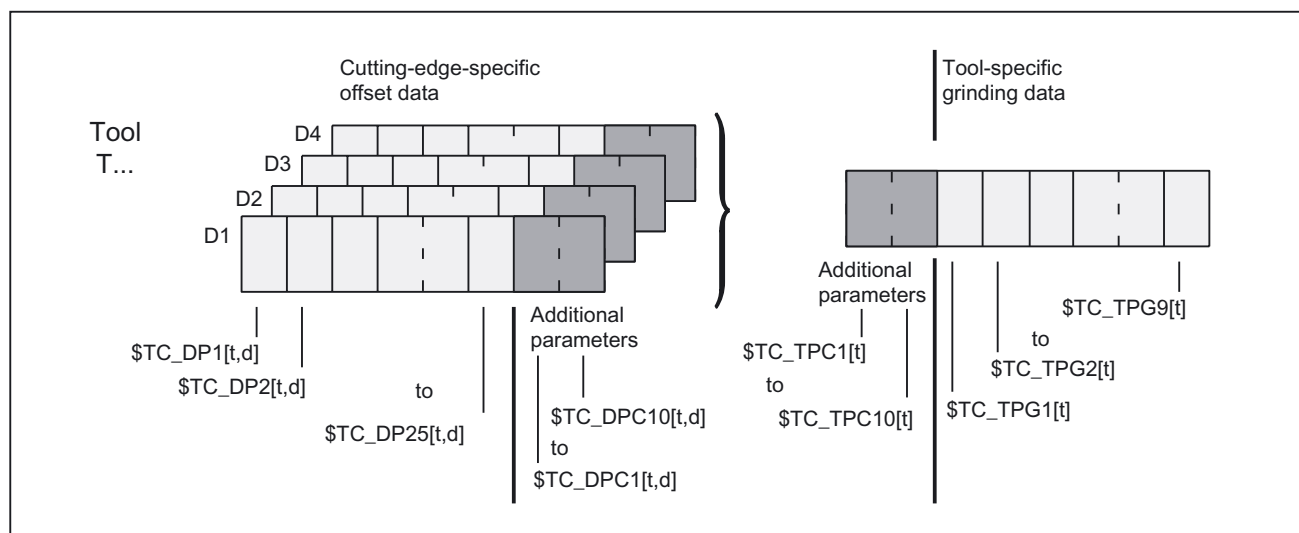 Cutting-edge-specific
offset data
Tool-specific
grinding data
Tool
T...
D4
D3
D2
D1
Additional
parameters
Additional
parameters
$TC_DP1[t,d]
$TC_DP2[t,d]
to
$TC_DP25[t,d]
$TC_DPC10[t,d]
to
$TC_DPC1[t,d]
$TC_TPC1[t]
to
$TC_TPC10[t]
$TC_TPG9[t]
to
$TC_TPG2[t]
$TC_TPG1[t]